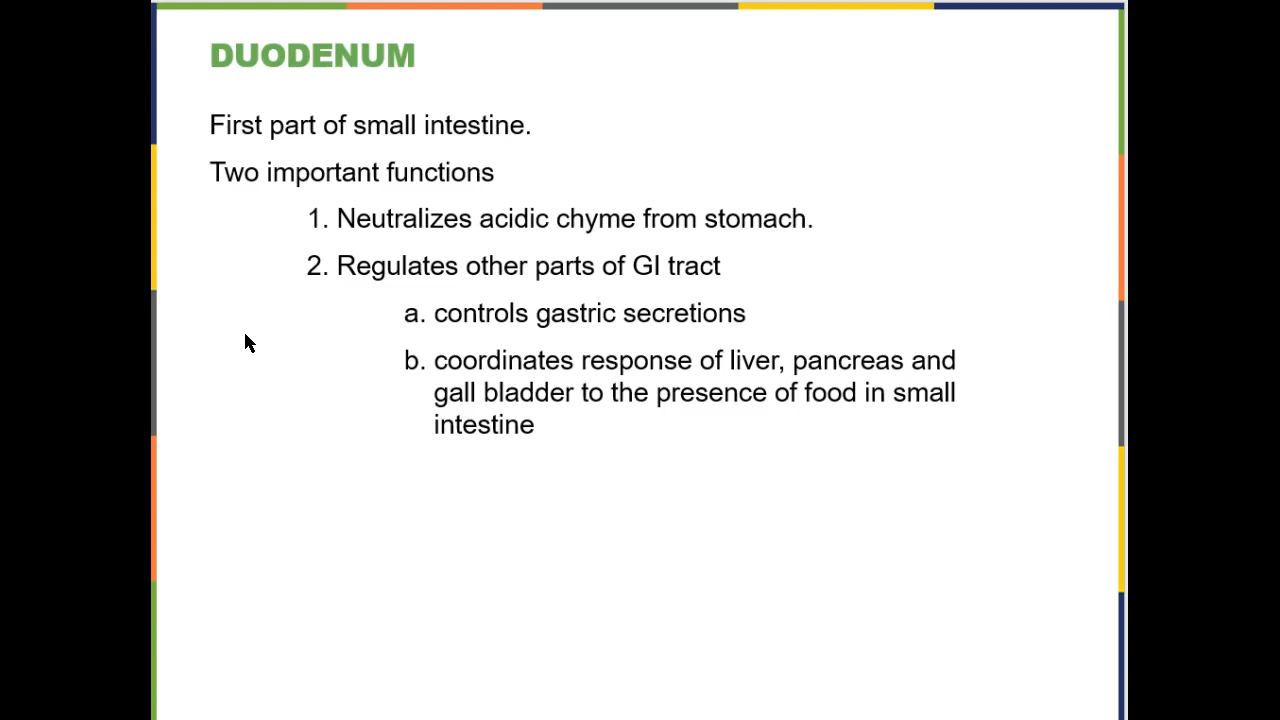 DUODENUM
First part of small intestine.
Two important functions
1. Neutralizes acidic chyme from stomach.
2. Regulates other parts of GI tract
a. controls gastric secretions
b. coordinates response of liver, pancreas and
gall bladder to the presence of food in small
intestine